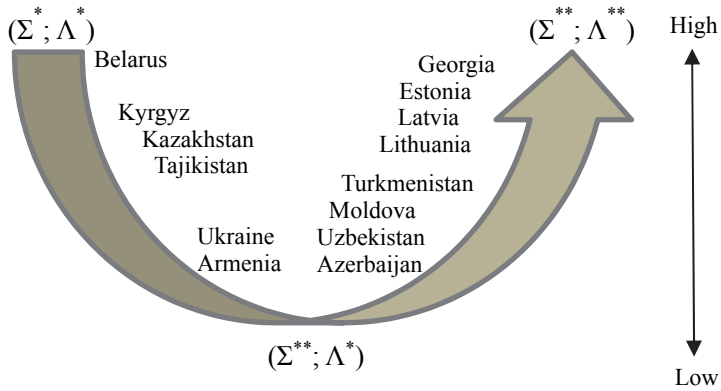 (Σ*; Λ*)
(Σ**; Λ**)
High
Belarus
Georgia
Estonia
Latvia
Lithuania
Kyrgyz
Kazakhstan
Tajikistan
Turkmenistan
Moldova
Uzbekistan
Azerbaijan
Ukraine
Armenia
(Σ**; Λ*)
Low